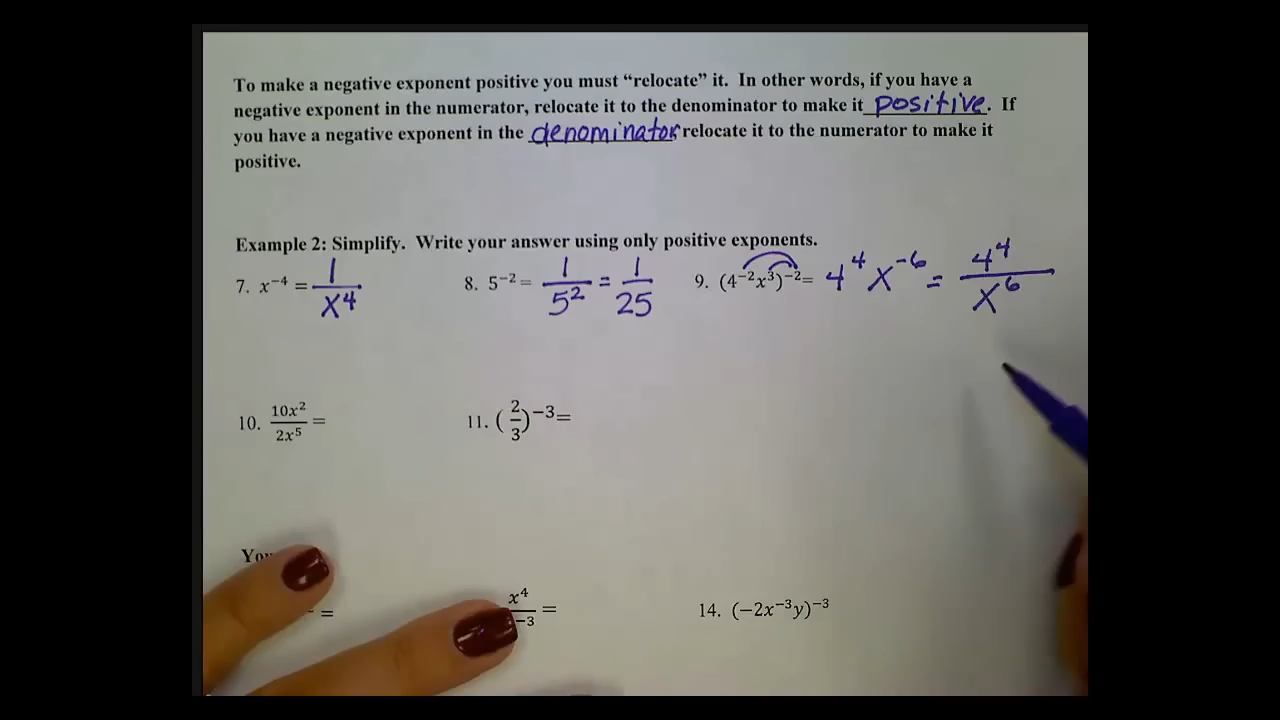 To make a negative exponent positive you must “relocate” it. In other words, if you have a
negative exponent in the numerator, relocate it to the denominator to make it positive. If
you have a negative exponent in the denominator relocate it to the numerator to make it
positive.
Example 2: Simplify. Write your answer using only positive exponents.
7. x⁻⁴ = 1/x⁴ 8. 5⁻² = 1/5² = 1/25 9. (4⁻²x³)⁻² = 4⁴x⁻⁶ = 4⁴/x⁶
10. 10x²/2x⁵ = 11. (2/3)⁻³ =
= x⁴/⁻³ = 14. (−2x⁻³y)⁻³